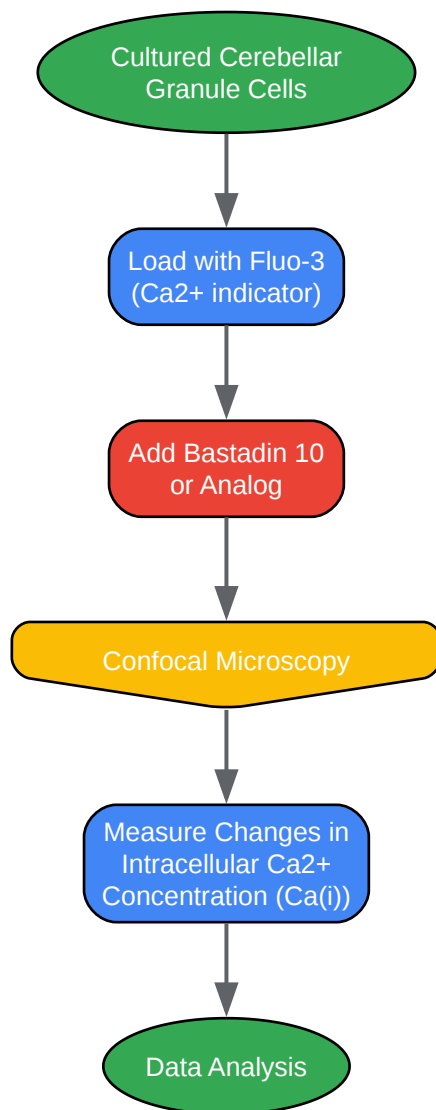 Cultured Cerebellar
Granule Cells
Load with Fluo-3
(Ca2+ indicator)
Add Bastadin 10
or Analog
Confocal Microscopy
Measure Changes in
Intracellular Ca2+
Concentration (Ca(i))
Data Analysis